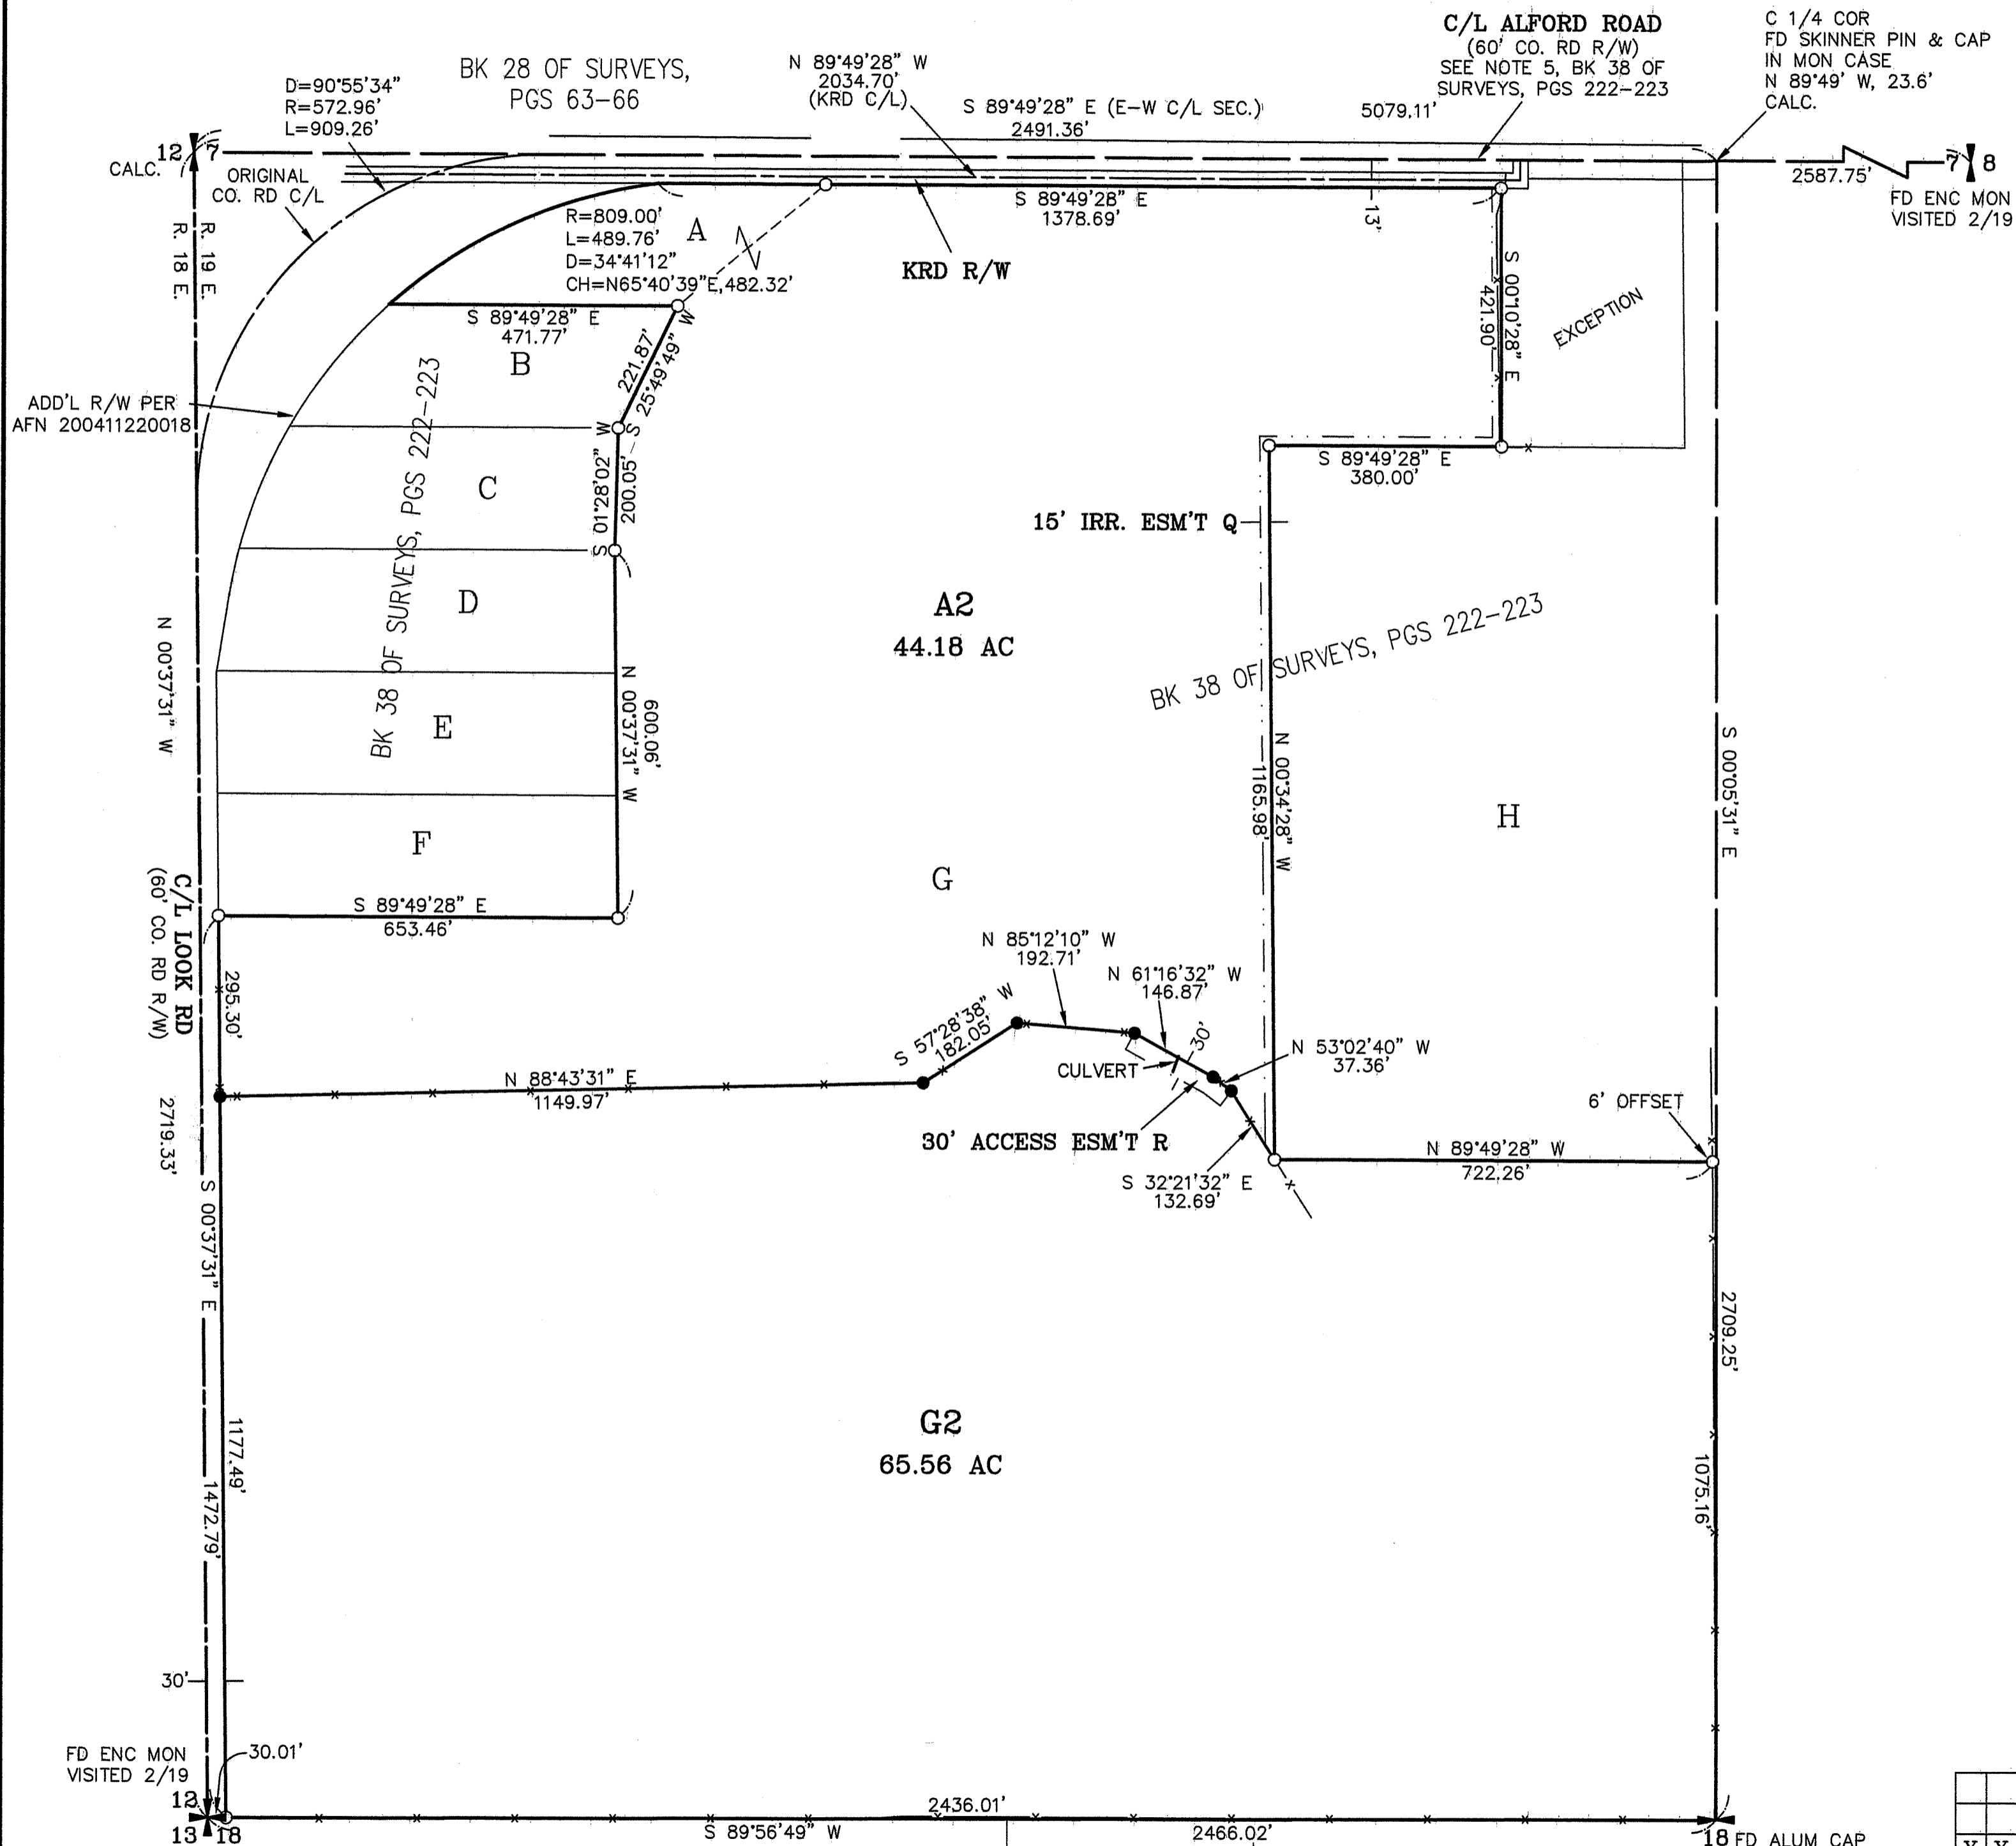 C/L ALFORD ROAD
(60' CO. RD R/W)
SEE NOTE 5, BK 38 OF
SURVEYS, PGS 222-223
C 1/4 COR
FD SKINNER PIN & CAP
IN MON CASE
N 89°49' W, 23.6'
CALC.
BK 28 OF SURVEYS,
PGS 63-66
N 89°49'28" W
2034.70'
(KRD C/L)
D=90°55'34"
R=572.96'
L=909.26'
S 89°49'28" E (E-W C/L SEC.)
2491.36'
5079.11'
12
7
CALC.
ORIGINAL
CO. RD C/L
2587.75'
7
8
FD ENC MON
VISITED 2/19
R. 19 E.
R. 18 E.
R=809.00'
L=489.76'
D=34°41'12"
CH=N65°40'39"E,482.32'
A
S 89°49'28" E
1378.69'
13'
KRD R/W
S 00°10'28" E
421.90'
EXCEPTION
S 89°49'28" E
471.77'
B
221.87'
S 25°49'49" W
ADD'L R/W PER
AFN 200411220018
BK 38 OF SURVEYS, PGS 222-223
S 01°28'02" W
200.05'
C
S 89°49'28" E
380.00'
15' IRR. ESM'T Q
D
A2
44.18 AC
BK 38 OF SURVEYS, PGS 222-223
N 00°37'31" W
N 00°37'31" W
600.06'
E
N 00°34'28" W
1165.98'
S 00°05'31" E
H
F
G
C/L LOOK RD
(60' CO. RD R/W)
S 89°49'28" E
653.46'
295.30'
N 85°12'10" W
192.71'
N 61°16'32" W
146.87'
S 57°28'38" W
182.05'
30'
CULVERT
N 53°02'40" W
37.36'
N 88°43'31" E
1149.97'
2719.33'
30' ACCESS ESM'T R
6' OFFSET
N 89°49'28" W
722.26'
S 32°21'32" E
132.69'
S 00°37'31" E
2709.25'
G2
65.56 AC
1177.49'
1472.79'
1075.16'
30'
30.01'
FD ENC MON
VISITED 2/19
12
13
18
2436.01'
S 89°56'49" W
2466.02'
18
FD ALUM CAP